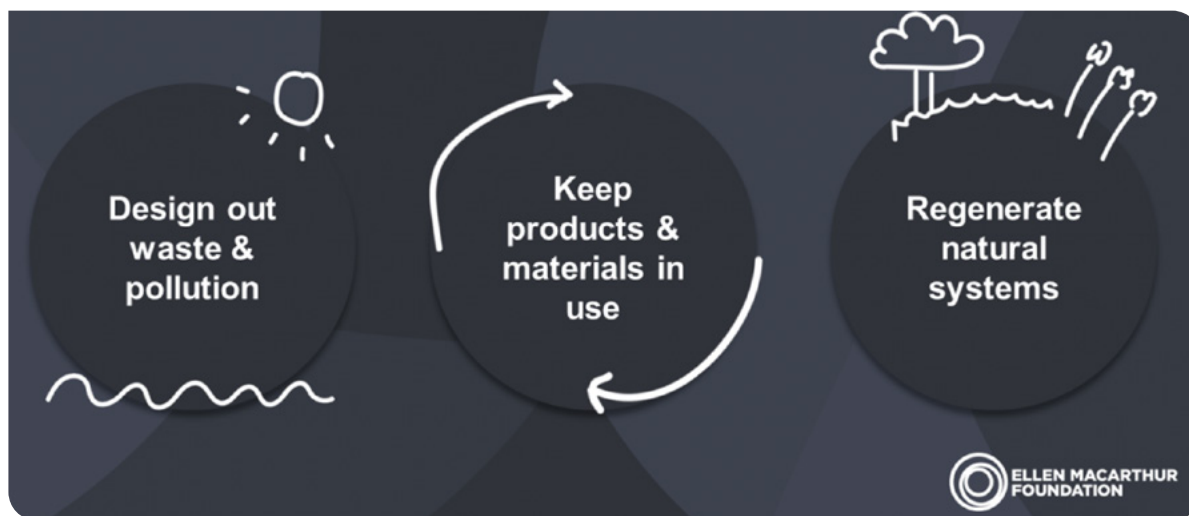 Design out
waste &
pollution
Keep
products &
materials in
use
Regenerate
natural
systems
ELLEN MACARTHUR
FOUNDATION